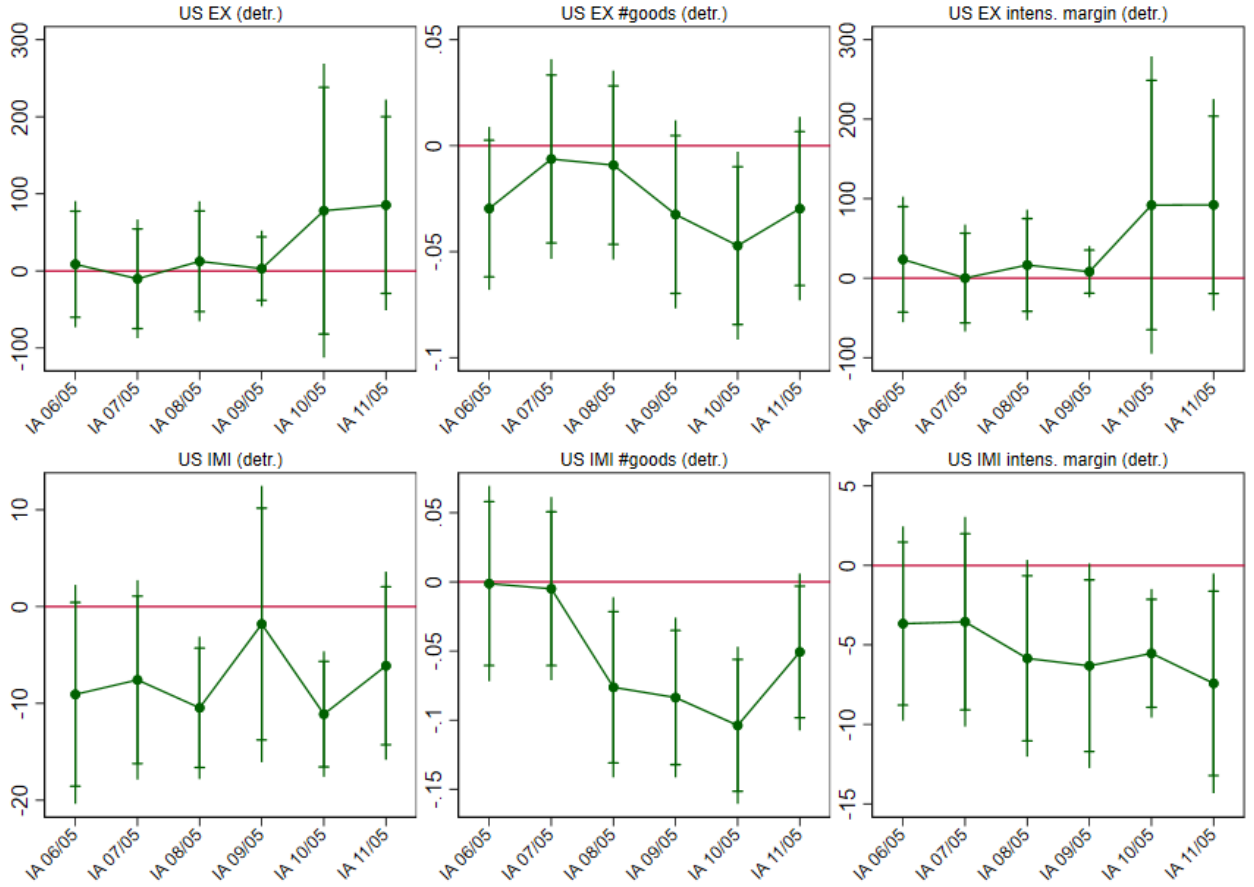 US EX (detr.)
300
200
100
0
-100
IA 06/05
IA 07/05
IA 08/05
IA 09/05
IA 10/05
IA 11/05
US EX #goods (detr.)
.05
0
-.05
-.1
IA 06/05
IA 07/05
IA 08/05
IA 09/05
IA 10/05
IA 11/05
US EX intens. margin (detr.)
300
200
100
0
-100
IA 06/05
IA 07/05
IA 08/05
IA 09/05
IA 10/05
IA 11/05
US IMI (detr.)
10
0
-10
-20
IA 06/05
IA 07/05
IA 08/05
IA 09/05
IA 10/05
IA 11/05
US IMI #goods (detr.)
.05
0
-.05
-.1
-.15
IA 06/05
IA 07/05
IA 08/05
IA 09/05
IA 10/05
IA 11/05
US IMI intens. margin (detr.)
5
0
-5
-10
-15
IA 06/05
IA 07/05
IA 08/05
IA 09/05
IA 10/05
IA 11/05